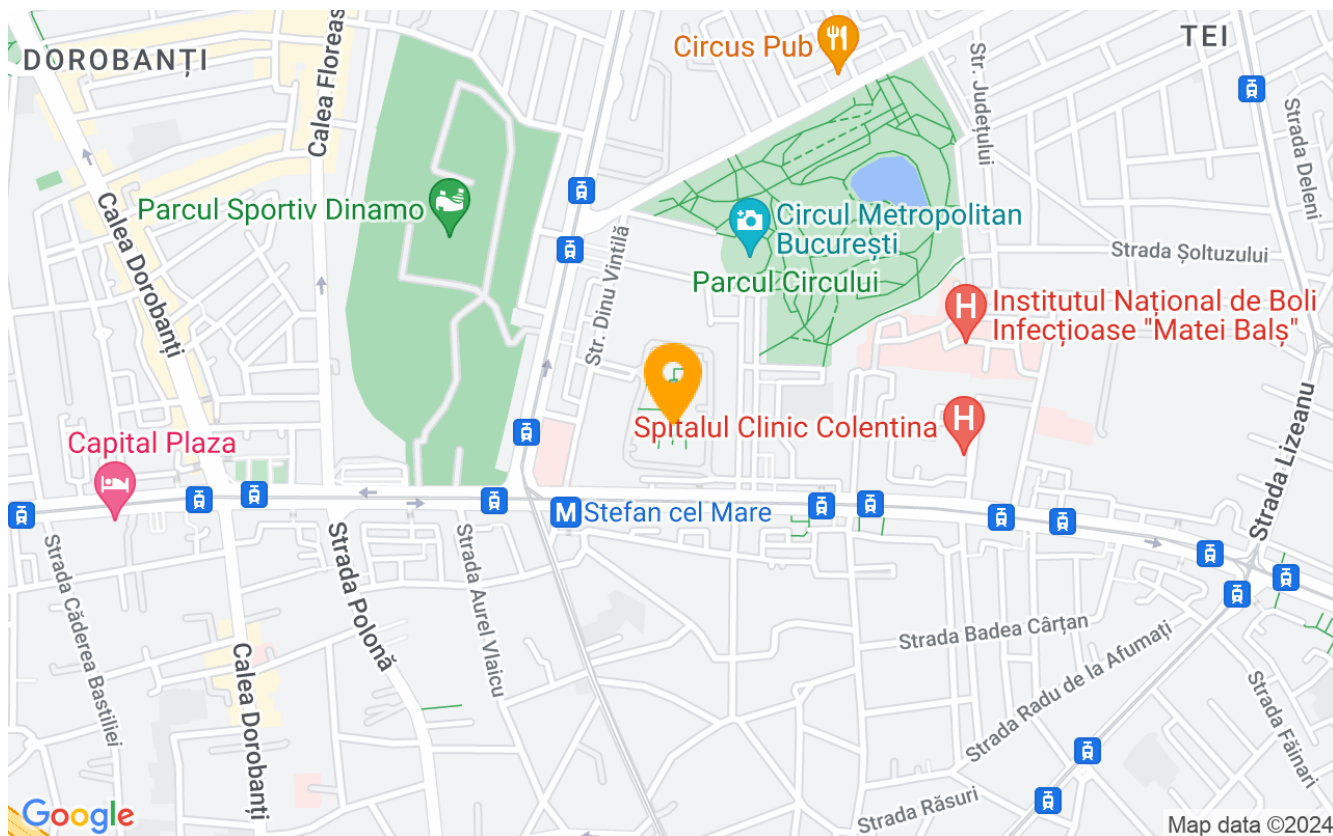 DOROBANȚI
Calea Floreas
Circus Pub
Str. Județului
TEI
Strada Deleni
Calea Dorobanți
Parcul Sportiv Dinamo
Str. Dinu Vintilă
Circul Metropolitan
București
Parcul Circului
Strada Șoltuzului
Institutul Național de Boli
Infecțioase "Matei Balș"
H
Spitalul Clinic Colentina
H
Strada Lizeanu
Capital Plaza
M
Stefan cel Mare
Strada Căderea Bastiliei
Strada Polonă
Strada Aurel Vlaicu
Calea Dorobanți
Strada Badea Cârțan
Strada Radu de la Afumați
Strada Făinari
Strada Răsuri
Google
Map data ©2024